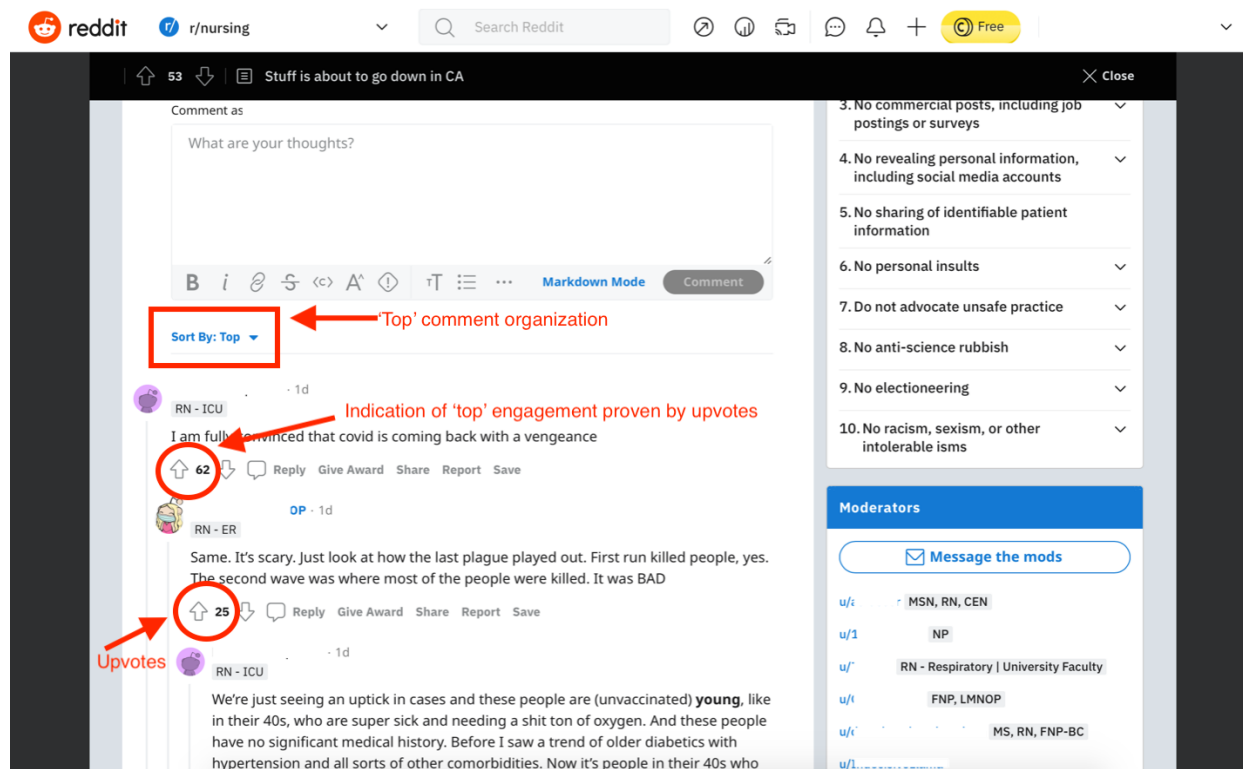 reddit
r/
r/nursing
Search Reddit
Free
53
Stuff is about to go down in CA
Close
Comment as
What are your thoughts?
B i S <c> A^ TT ...
Markdown Mode
Comment
Sort By: Top
'Top' comment organization
· 1d
RN - ICU
Indication of 'top' engagement proven by upvotes
I am fully convinced that covid is coming back with a vengeance
62 Reply Give Award Share Report Save
OP · 1d
RN - ER
Same. It's scary. Just look at how the last plague played out. First run killed people, yes.
The second wave was where most of the people were killed. It was BAD
25 Reply Give Award Share Report Save
Upvotes
· 1d
RN - ICU
We're just seeing an uptick in cases and these people are (unvaccinated) young, like
in their 40s, who are super sick and needing a shit ton of oxygen. And these people
have no significant medical history. Before I saw a trend of older diabetics with
hypertension and all sorts of other comorbidities. Now it's people in their 40s who
3. No commercial posts, including job
postings or surveys
4. No revealing personal information,
including social media accounts
5. No sharing of identifiable patient
information
6. No personal insults
7. Do not advocate unsafe practice
8. No anti-science rubbish
9. No electioneering
10. No racism, sexism, or other
intolerable isms
Moderators
Message the mods
u/ MSN, RN, CEN
u/1 NP
u/ RN - Respiratory | University Faculty
u/ FNP, LMNOP
u/ MS, RN, FNP-BC